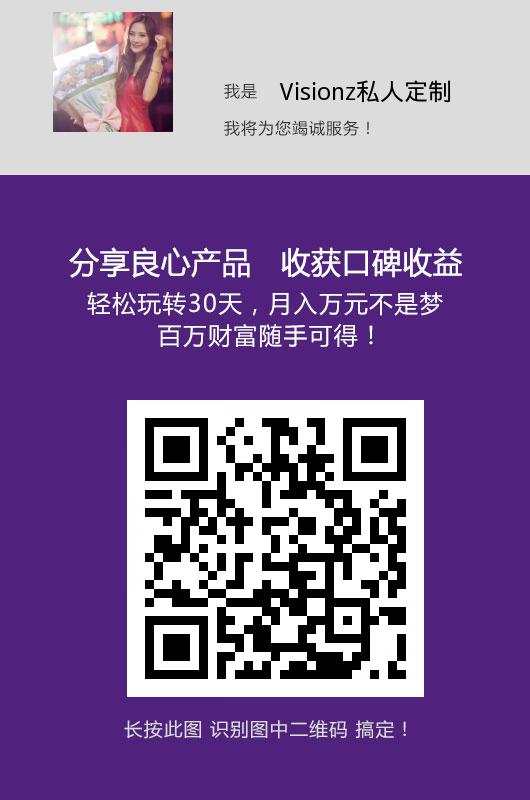 我是 Visionz私人定制
我将为您竭诚服务！
分享良心产品 收获口碑收益
轻松玩转30天，月入万元不是梦
百万财富随手可得！
长按此图 识别图中二维码 搞定！